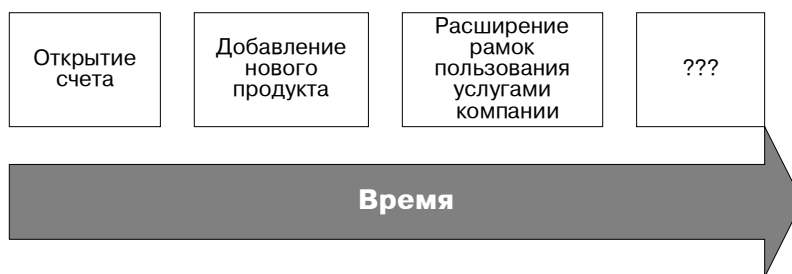 Открытие
счета
Добавление
нового
продукта
Расширение
рамок
пользования
услугами
компании
???
Время